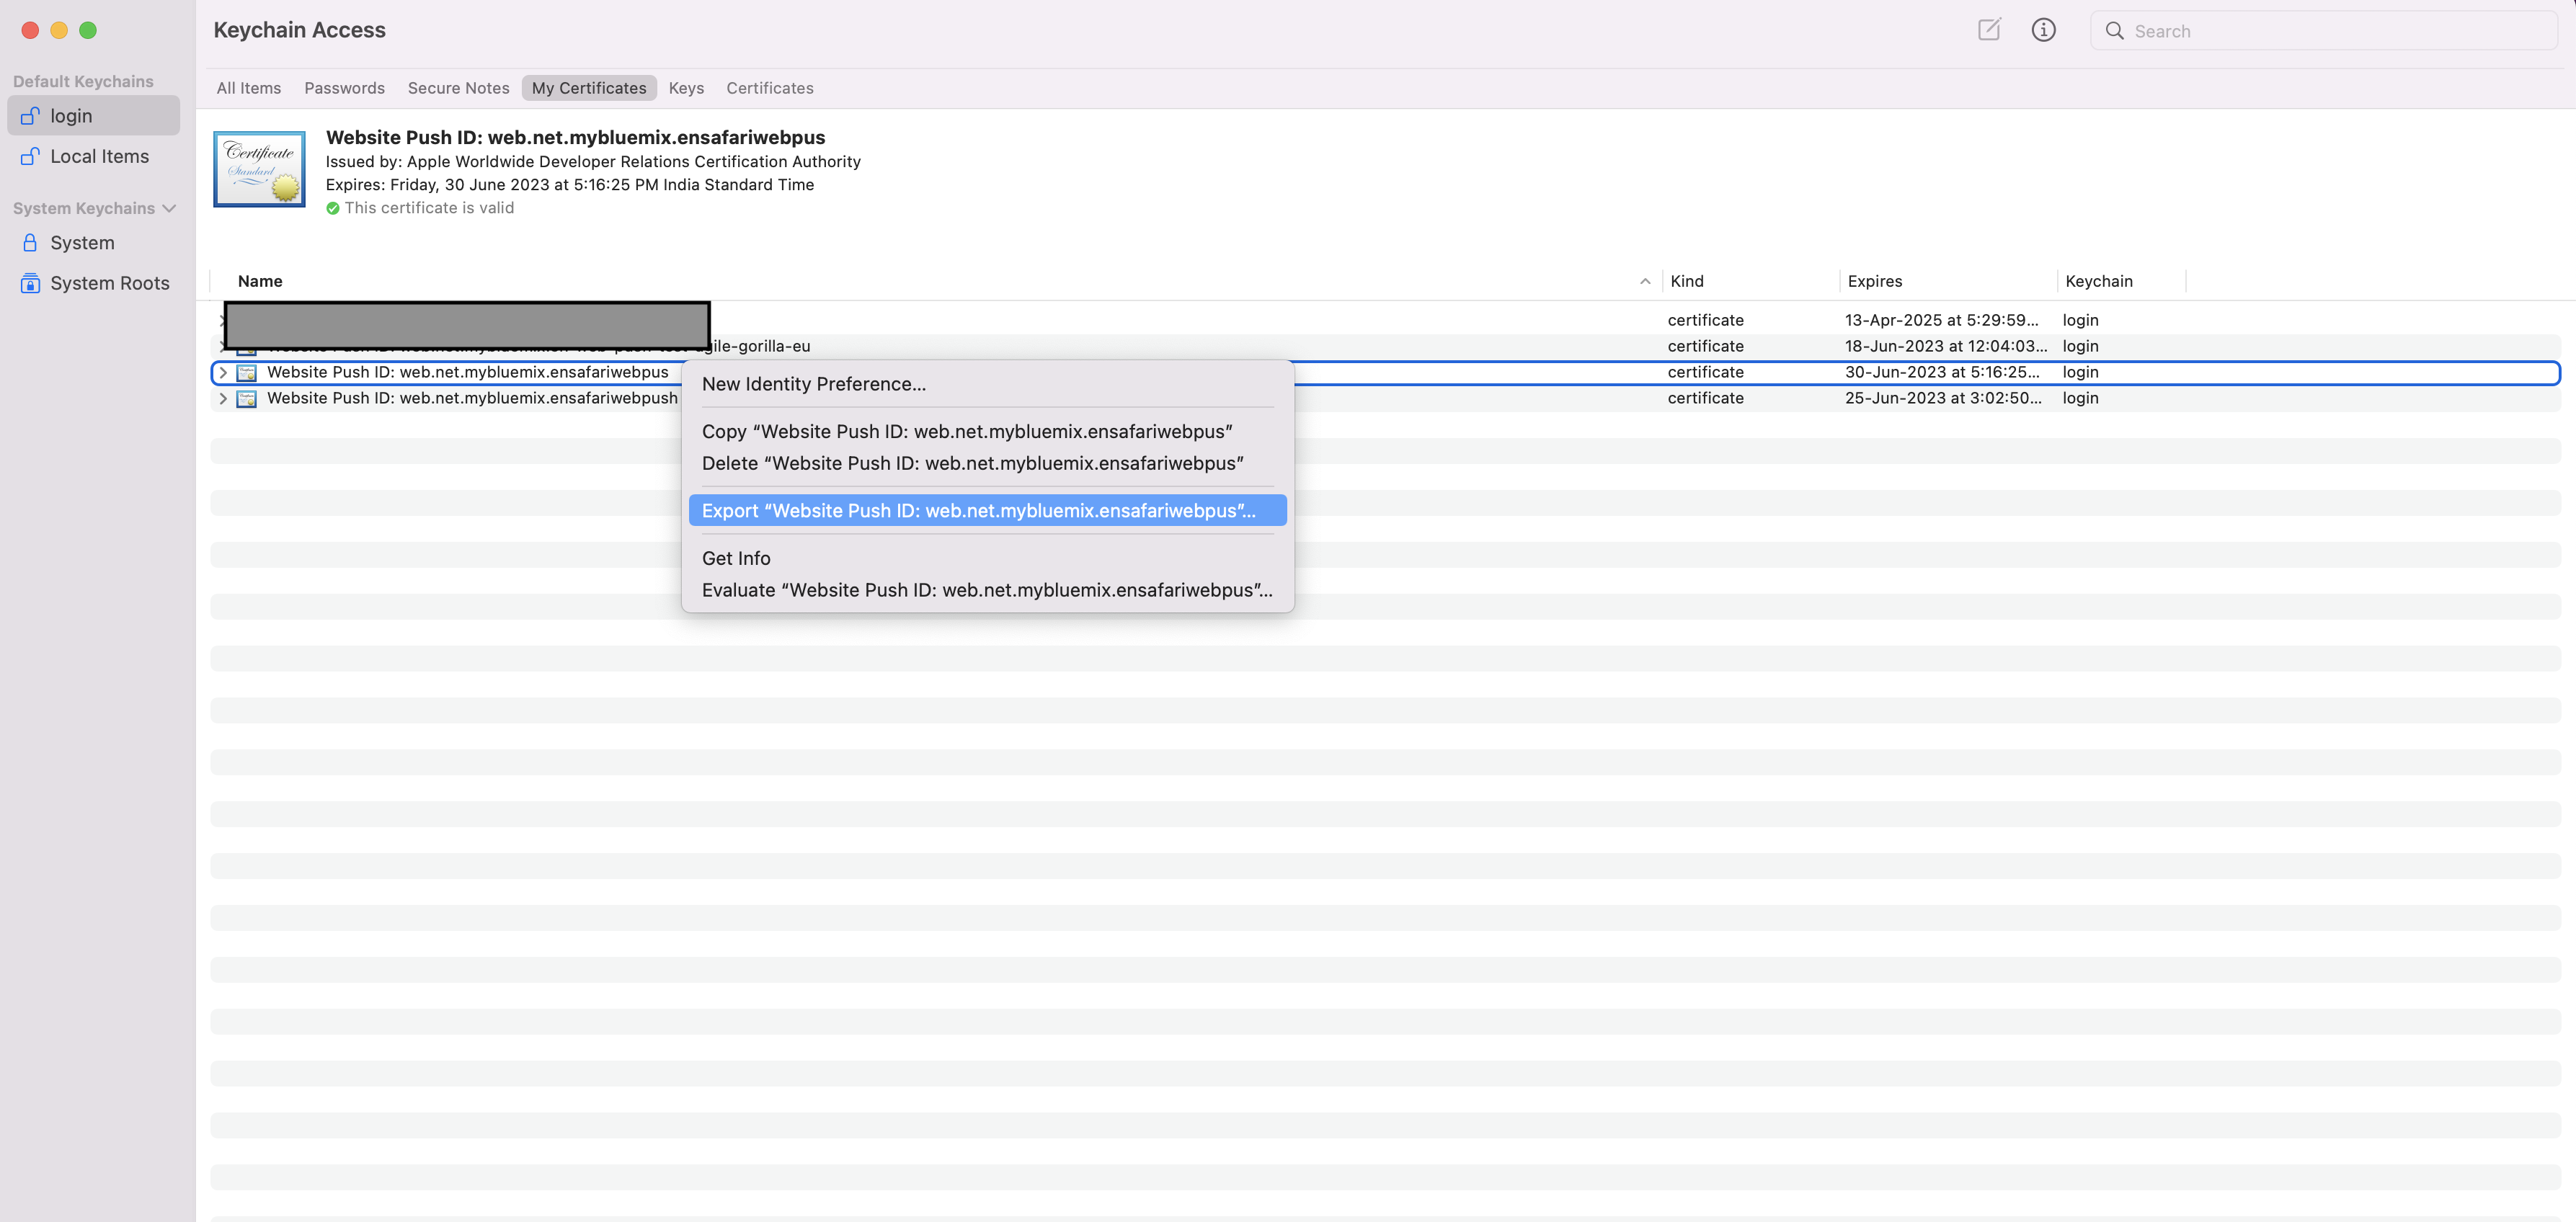 Keychain Access
Search
Default Keychains
login
Local Items
System Keychains
System
System Roots
All Items Passwords Secure Notes My Certificates Keys Certificates
Certificate
Standard
Website Push ID: web.net.mybluemix.ensafariwebpus
Issued by: Apple Worldwide Developer Relations Certification Authority
Expires: Friday, 30 June 2023 at 5:16:25 PM India Standard Time
This certificate is valid
Name Kind Expires Keychain
certificate 13-Apr-2025 at 5:29:59... login
gile-gorilla-eu certificate 18-Jun-2023 at 12:04:03... login
Website Push ID: web.net.mybluemix.ensafariwebpus certificate 30-Jun-2023 at 5:16:25... login
Website Push ID: web.net.mybluemix.ensafariwebpush certificate 25-Jun-2023 at 3:02:50... login
New Identity Preference...
Copy “Website Push ID: web.net.mybluemix.ensafariwebpus”
Delete “Website Push ID: web.net.mybluemix.ensafariwebpus”
Export “Website Push ID: web.net.mybluemix.ensafariwebpus”...
Get Info
Evaluate “Website Push ID: web.net.mybluemix.ensafariwebpus”...